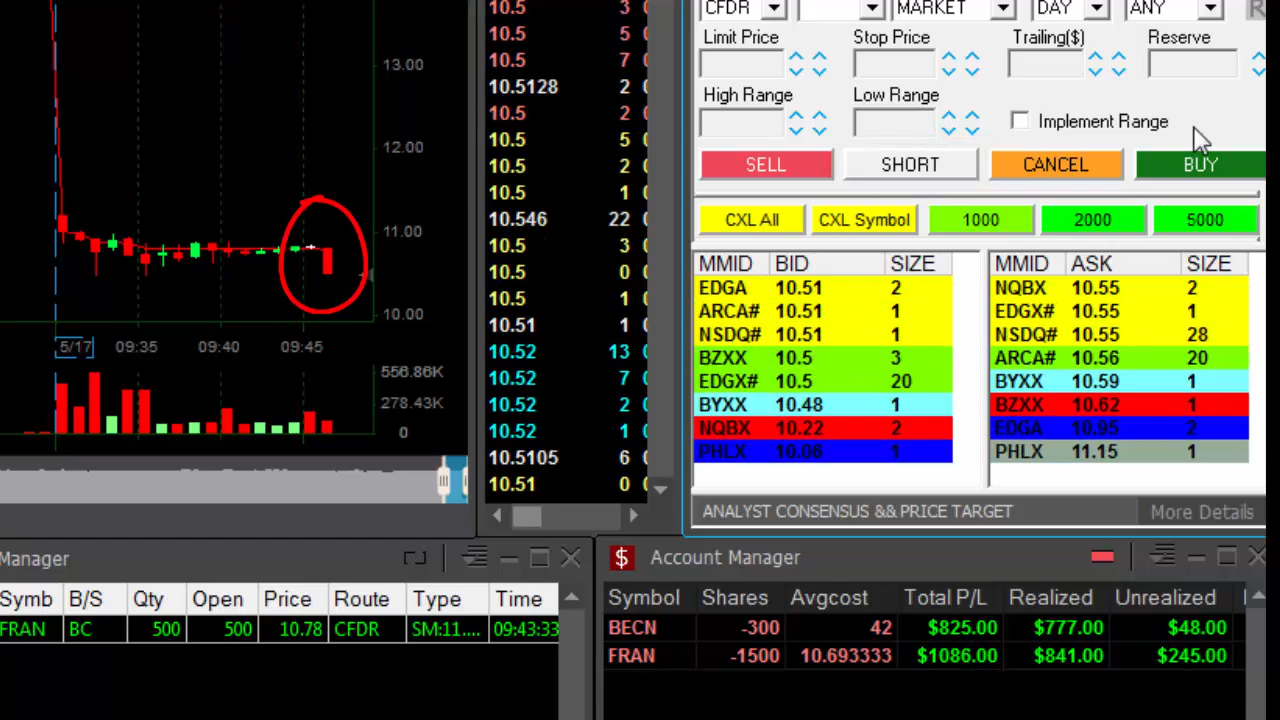 13.00
12.00
11.00
10.00
5/17 09:35 09:40 09:45
556.86K
278.43K
0
10.5 3
10.5 5
10.5 7
10.5128 2
10.5 2
10.5 5
10.5 2
10.5 1
10.546 22
10.5 3
10.5 0
10.5 1
10.51 1
10.52 13
10.52 7
10.52 2
10.52 1
10.5105 6
10.51 0
CFDR MARKET DAY ANY
Limit Price Stop Price Trailing($) Reserve
High Range Low Range
Implement Range
SELL SHORT CANCEL BUY
CXL All CXL Symbol 1000 2000 5000
MMID BID SIZE MMID ASK SIZE
EDGA 10.51 2 NQBX 10.55 2
ARCA# 10.51 1 EDGX# 10.55 1
NSDQ# 10.51 1 NSDQ# 10.55 28
BZXX 10.5 3 ARCA# 10.56 20
EDGX# 10.5 20 BYXX 10.59 1
BYXX 10.48 1 BZXX 10.62 1
NQBX 10.22 2 EDGA 10.95 2
PHLX 10.06 1 PHLX 11.15 1
ANALYST CONSENSUS && PRICE TARGET More Details
Manager
Symb B/S Qty Open Price Route Type Time
FRAN BC 500 500 10.78 CFDR SM:11.... 09:43:33
$ Account Manager
Symbol Shares Avgcost Total P/L Realized Unrealized
BECN -300 42 $825.00 $777.00 $48.00
FRAN -1500 10.693333 $1086.00 $841.00 $245.00